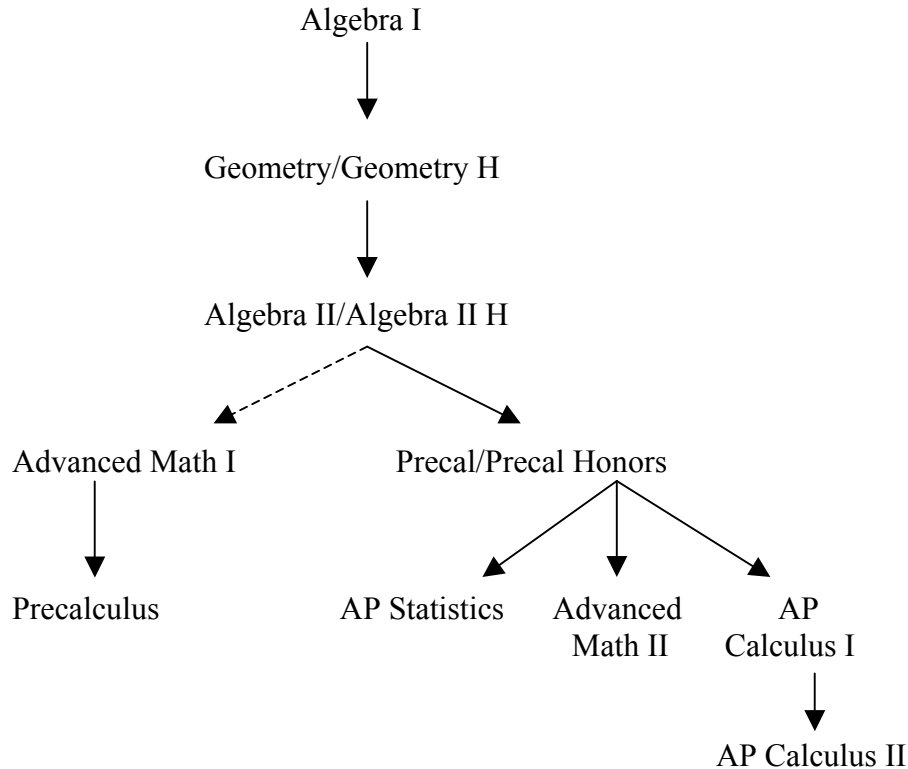 Algebra I
Geometry/Geometry H
Algebra II/Algebra II H
Advanced Math I
Precal/Precal Honors
Precalculus
AP Statistics
Advanced
Math II
AP
Calculus I
AP Calculus II